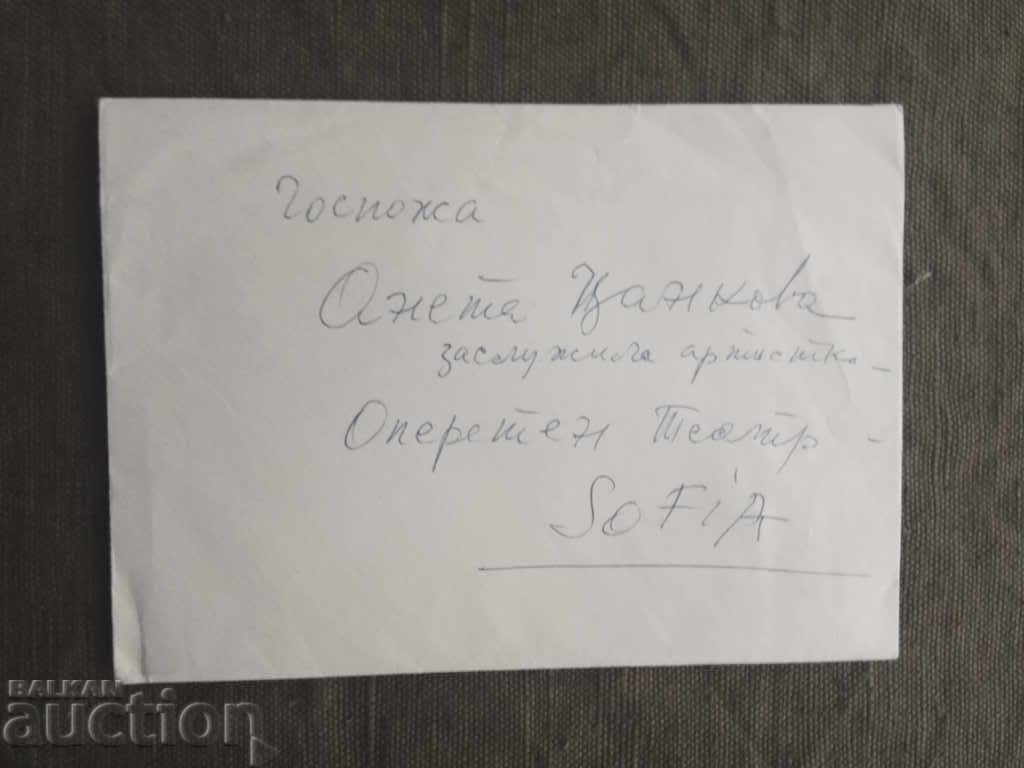 Госпожа
Анета Цанкова
заслужила артистка -
Оперетен Театр -
SOFiA
BALKAN
auction